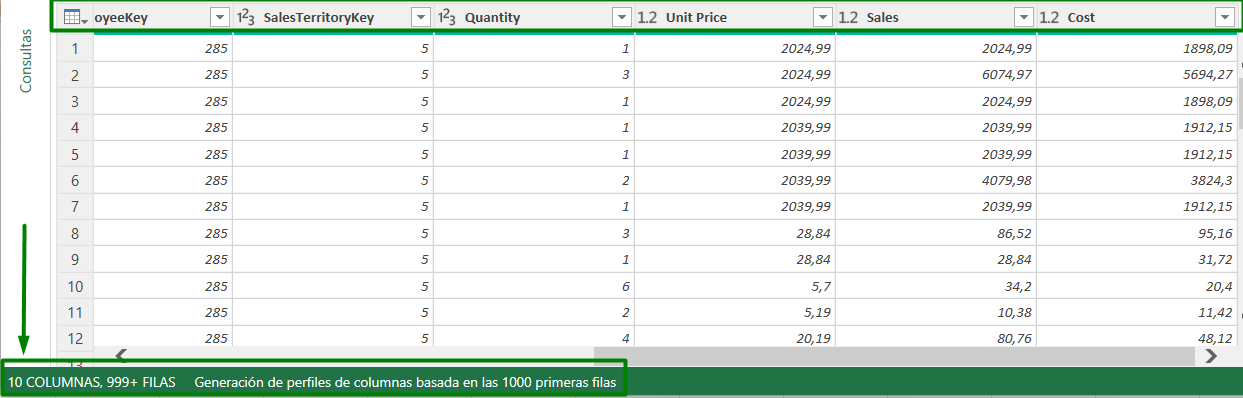 Consultas
oyeeKey 1²3 SalesTerritoryKey 1²3 Quantity 1.2 Unit Price 1.2 Sales 1.2 Cost
1 285 5 1 2024,99 2024,99 1898,09
2 285 5 3 2024,99 6074,97 5694,27
3 285 5 1 2024,99 2024,99 1898,09
4 285 5 1 2039,99 2039,99 1912,15
5 285 5 1 2039,99 2039,99 1912,15
6 285 5 2 2039,99 4079,98 3824,3
7 285 5 1 2039,99 2039,99 1912,15
8 285 5 3 28,84 86,52 95,16
9 285 5 1 28,84 28,84 31,72
10 285 5 6 5,7 34,2 20,4
11 285 5 2 5,19 10,38 11,42
12 285 5 4 20,19 80,76 48,12
13
10 COLUMNAS, 999+ FILAS Generación de perfiles de columnas basada en las 1000 primeras filas